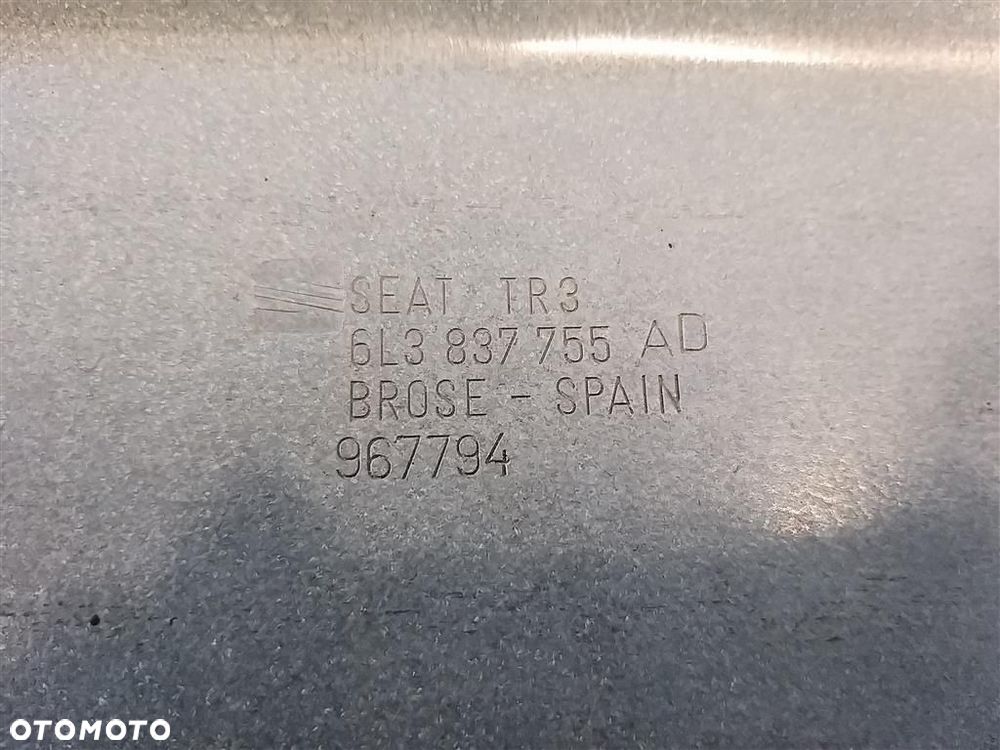 SEAT TR3
6L3 837 755 AD
BROSE - SPAIN
967794
OTOMOTO